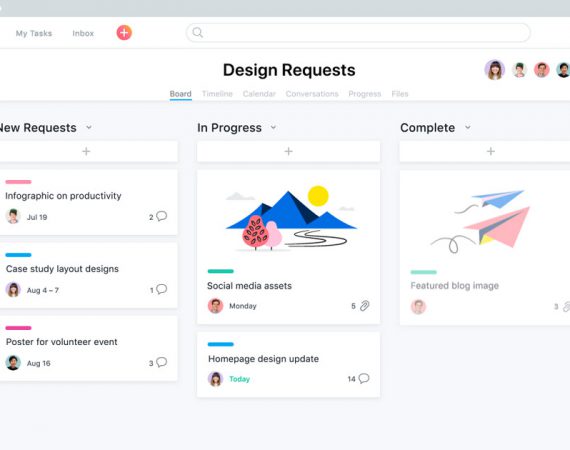 My Tasks Inbox
Design Requests
Board Timeline Calendar Conversations Progress Files
New Requests
Infographic on productivity
Jul 19 2
Case study layout designs
Aug 4 – 7 1
Poster for volunteer event
Aug 16 3
In Progress
Social media assets
Monday 5
Homepage design update
Today 14
Complete
Featured blog image
3